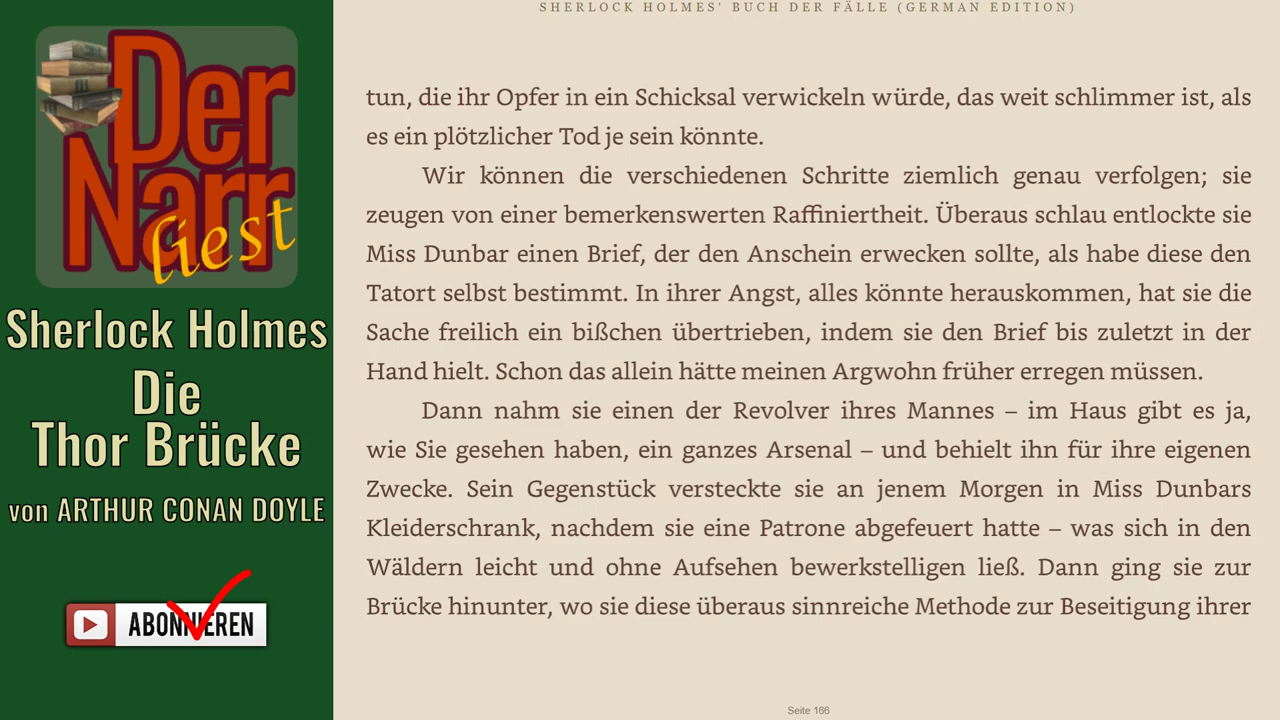 Der
Narr
liest
Sherlock Holmes
Die
Thor Brücke
von ARTHUR CONAN DOYLE
ABONNIEREN
SHERLOCK HOLMES' BUCH DER FÄLLE (GERMAN EDITION)
tun, die ihr Opfer in ein Schicksal verwickeln würde, das weit schlimmer ist, als
es ein plötzlicher Tod je sein könnte.
Wir können die verschiedenen Schritte ziemlich genau verfolgen; sie
zeugen von einer bemerkenswerten Raffiniertheit. Überaus schlau entlockte sie
Miss Dunbar einen Brief, der den Anschein erwecken sollte, als habe diese den
Tatort selbst bestimmt. In ihrer Angst, alles könnte herauskommen, hat sie die
Sache freilich ein bißchen übertrieben, indem sie den Brief bis zuletzt in der
Hand hielt. Schon das allein hätte meinen Argwohn früher erregen müssen.
Dann nahm sie einen der Revolver ihres Mannes – im Haus gibt es ja,
wie Sie gesehen haben, ein ganzes Arsenal – und behielt ihn für ihre eigenen
Zwecke. Sein Gegenstück versteckte sie an jenem Morgen in Miss Dunbars
Kleiderschrank, nachdem sie eine Patrone abgefeuert hatte – was sich in den
Wäldern leicht und ohne Aufsehen bewerkstelligen ließ. Dann ging sie zur
Brücke hinunter, wo sie diese überaus sinnreiche Methode zur Beseitigung ihrer
Seite 166